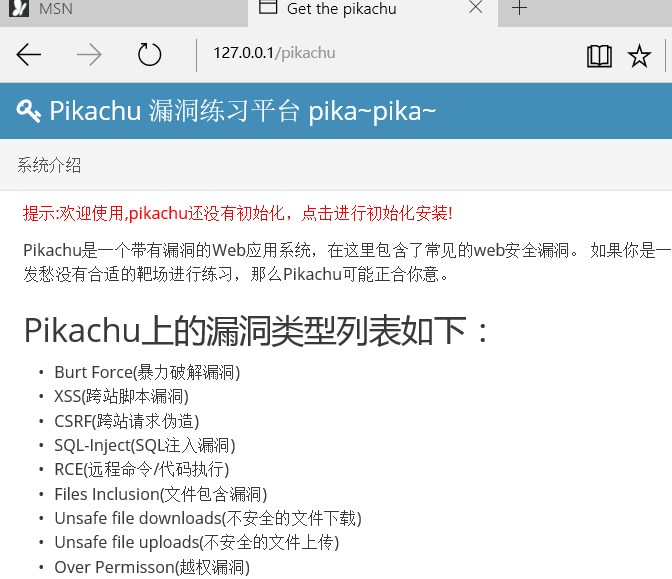 MSN
Get the pikachu
127.0.0.1/pikachu
Pikachu 漏洞练习平台 pika~pika~
系统介绍
提示:欢迎使用,pikachu还没有初始化，点击进行初始化安装!
Pikachu是一个带有漏洞的Web应用系统，在这里包含了常见的web安全漏洞。 如果你是一
发愁没有合适的靶场进行练习，那么Pikachu可能正合你意。
Pikachu上的漏洞类型列表如下：
• Burt Force(暴力破解漏洞)
• XSS(跨站脚本漏洞)
• CSRF(跨站请求伪造)
• SQL-Inject(SQL注入漏洞)
• RCE(远程命令/代码执行)
• Files Inclusion(文件包含漏洞)
• Unsafe file downloads(不安全的文件下载)
• Unsafe file uploads(不安全的文件上传)
• Over Permisson(越权漏洞)